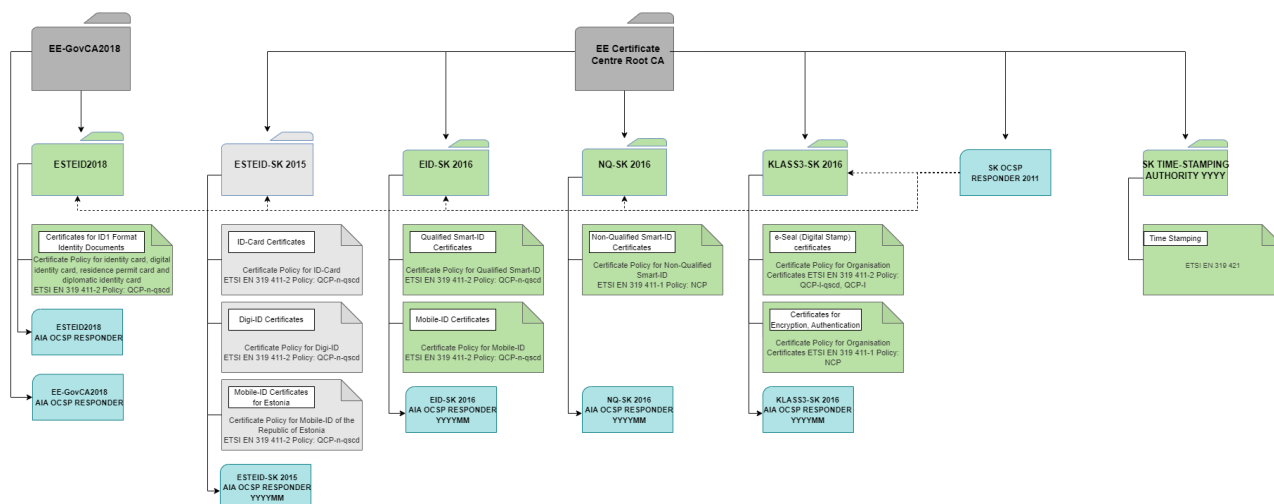 EE-GovCA2018
EE Certificate
Centre Root CA
ESTEID2018
ESTEID-SK 2015
EID-SK 2016
NQ-SK 2016
KLASS3-SK 2016
SK OCSP
RESPONDER 2011
SK TIME-STAMPING
AUTHORITY YYYY
Certificates for ID1 Format
Identity Documents
Certificate Policy for identity card, digital
identity card, residence permit card and
diplomatic identity card
ETSI EN 319 411-2 Policy: QCP-n-qscd
ESTEID2018
AIA OCSP RESPONDER
EE-GovCA2018
AIA OCSP RESPONDER
ID-Card Certificates
Certificate Policy for ID-Card
ETSI EN 319 411-2 Policy: QCP-n-qscd
Digi-ID Certificates
Certificate Policy for Digi-ID
ETSI EN 319 411-2 Policy: QCP-n-qscd
Mobile-ID Certificates
for Estonia
Certificate Policy for Mobile-ID of the
Republic of Estonia
ETSI EN 319 411-2 Policy: QCP-n-qscd
ESTEID-SK 2015
AIA OCSP RESPONDER
YYYYMM
Qualified Smart-ID
Certificates
Certificate Policy for Qualified Smart-ID
ETSI EN 319 411-2 Policy: QCP-n-qscd
Mobile-ID Certificates
Certificate Policy for Mobile-ID
ETSI EN 319 411-2 Policy: QCP-n-qscd
EID-SK 2016
AIA OCSP RESPONDER
YYYYMM
Non-Qualified Smart-ID
Certificates
Certificate Policy for Non-Qualified
Smart-ID
ETSI EN 319 411-1 Policy: NCP
NQ-SK 2016
AIA OCSP RESPONDER
YYYYMM
e-Seal (Digital Stamp)
certificates
Certificate Policy for Organisation
Certificates ETSI EN 319 411-2 Policy:
QCP-l-qscd, QCP-l
Certificates for
Encryption, Authentication
Certificate Policy for Organisation
Certificates ETSI EN 319 411-1 Policy:
NCP
KLASS3-SK 2016
AIA OCSP RESPONDER
YYYYMM
Time Stamping
ETSI EN 319 421